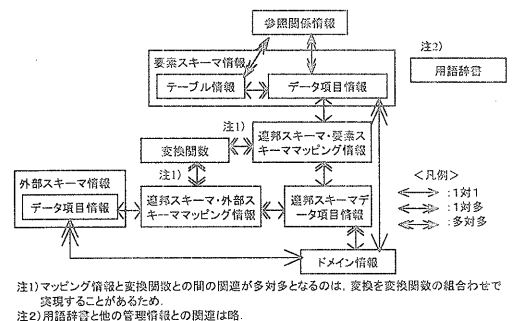 参照関係情報
要素スキーマ情報
テーブル情報
データ項目情報
注2)
用語辞書
注1)
変換関数
連邦スキーマ・要素
スキーママッピング情報
注1)
外部スキーマ情報
データ項目情報
連邦スキーマ・外部
スキーママッピング情報
連邦スキーマデ
ータ項目情報
ドメイン情報
<凡例>
:1対1
:1対多
:多対多
注1)マッピング情報と変換関数との間の関連が多対多となるのは，変換を変換関数の組合わせで
実現することがあるため.
注2)用語辞書と他の管理情報との関連は略.